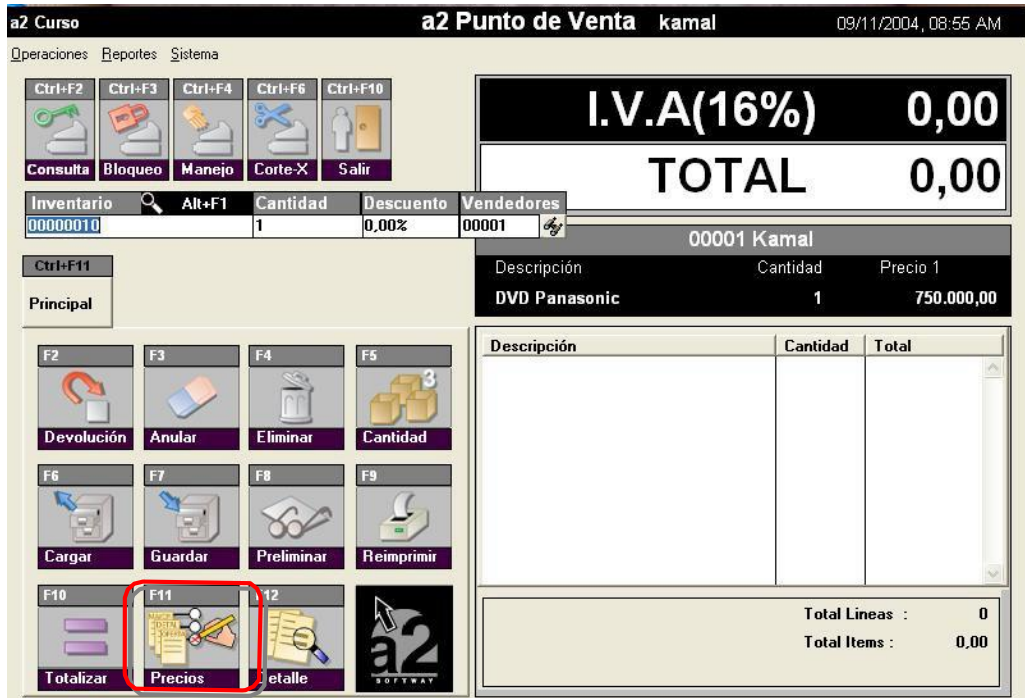 a2 Curso a2 Punto de Venta kamal 09/11/2004, 08:55 AM
Operaciones Reportes Sistema
Ctrl+F2 Ctrl+F3 Ctrl+F4 Ctrl+F6 Ctrl+F10
Consulta Bloqueo Manejo Corte-X Salir
I.V.A(16%) 0,00
TOTAL 0,00
Inventario Alt+F1 Cantidad Descuento Vendedores
00000010 1 0,00% 00001
00001 Kamal
Descripción Cantidad Precio 1
DVD Panasonic 1 750.000,00
Ctrl+F11
Principal
F2 F3 F4 F5
3
Devolución Anular Eliminar Cantidad
F6 F7 F8 F9
Cargar Guardar Preliminar Reimprimir
F10 F11 F12
Totalizar Precios Detalle
a2
SOFTWAY
Descripción Cantidad Total
Total Lineas : 0
Total Items : 0,00